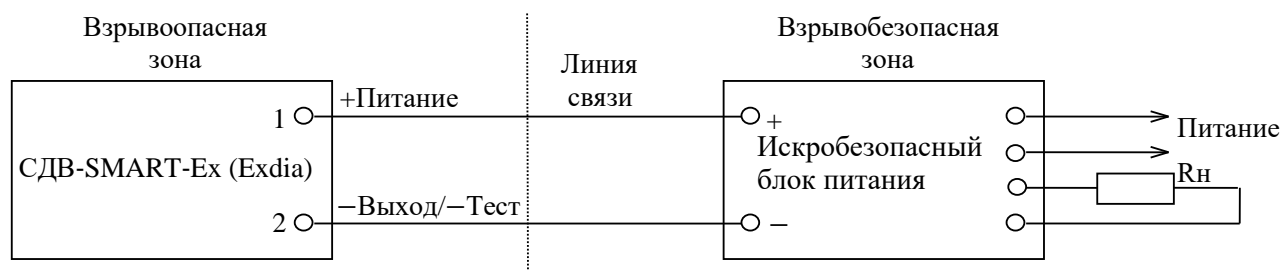 Взрывоопасная
зона
Взрывобезопасная
зона
Линия
связи
1
+Питание
СДВ-SMART-Ex (Exdia)
2
−Выход/−Тест
+
Искробезопасный
блок питания
−
Питание
Rн